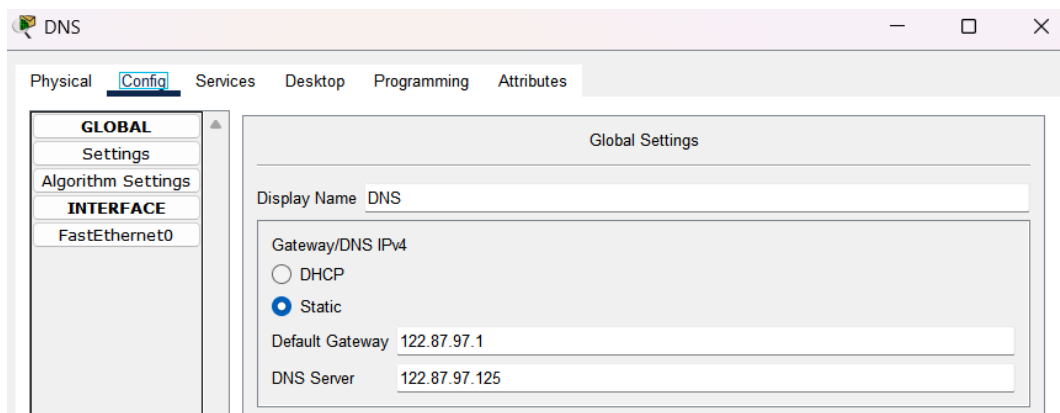 DNS
Physical Config Services Desktop Programming Attributes
GLOBAL
Settings
Algorithm Settings
INTERFACE
FastEthernet0
Global Settings
Display Name DNS
Gateway/DNS IPv4
DHCP
Static
Default Gateway 122.87.97.1
DNS Server 122.87.97.125